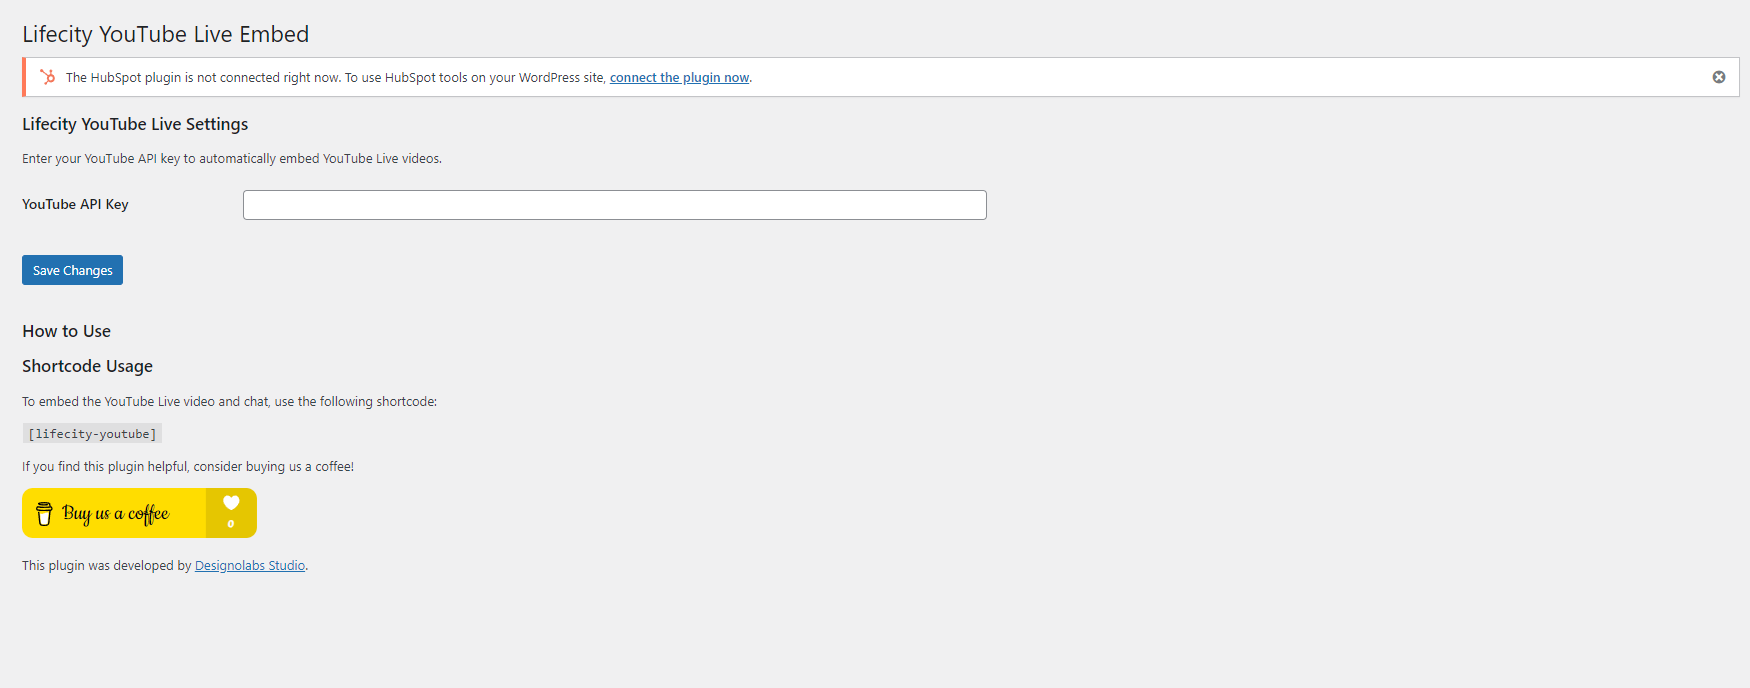 Lifecity YouTube Live Embed
The HubSpot plugin is not connected right now. To use HubSpot tools on your WordPress site, connect the plugin now.
Lifecity YouTube Live Settings
Enter your YouTube API key to automatically embed YouTube Live videos.
YouTube API Key
Save Changes
How to Use
Shortcode Usage
To embed the YouTube Live video and chat, use the following shortcode:
[lifecity-youtube]
If you find this plugin helpful, consider buying us a coffee!
Buy us a coffee
0
This plugin was developed by Designolabs Studio.